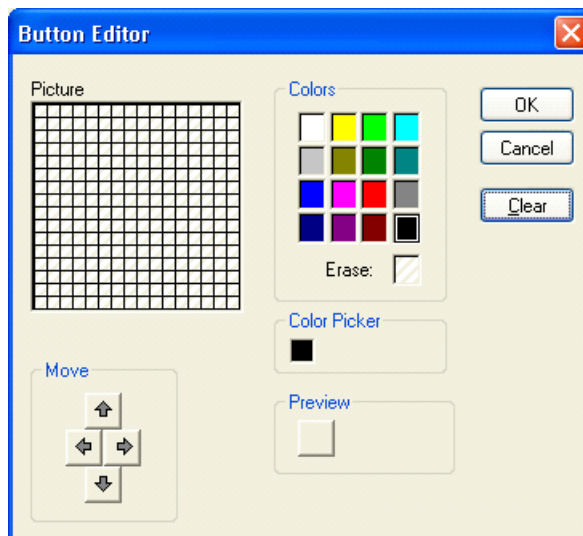 Button Editor
Picture
Colors
OK
Cancel
Clear
Erase:
Color Picker
Move
Preview